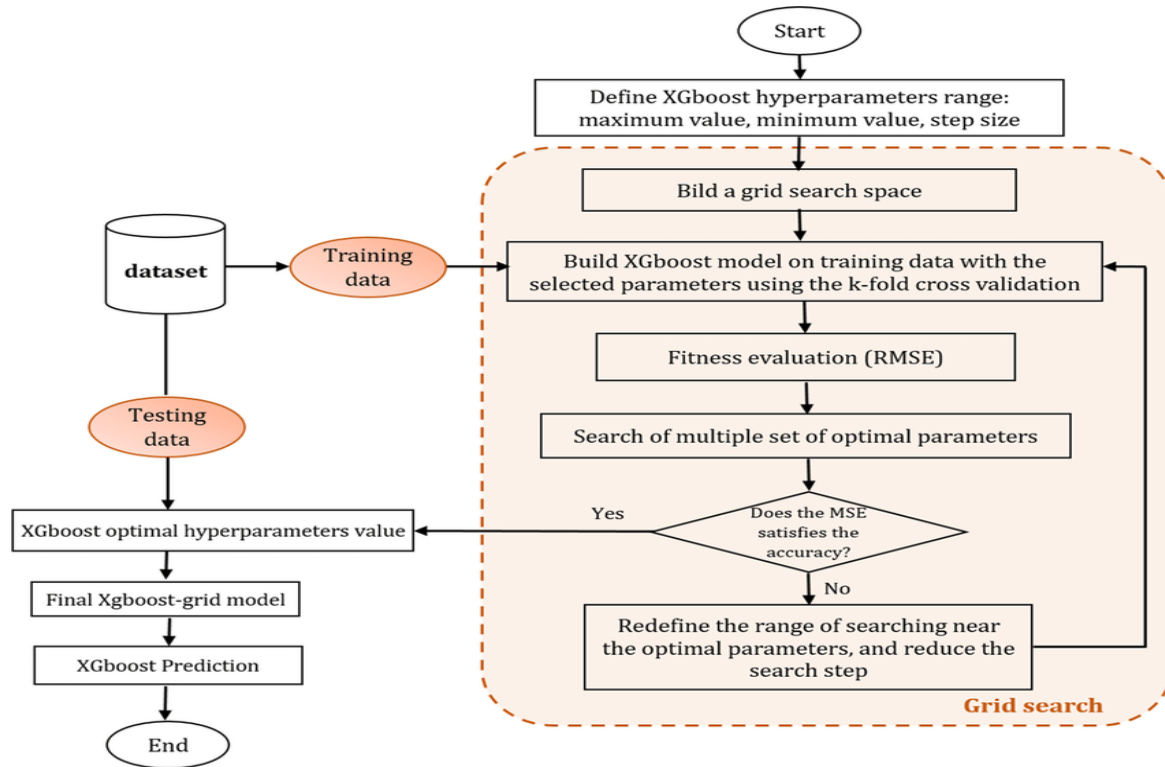 Start
Define XGboost hyperparameters range:
maximum value, minimum value, step size
Bild a grid search space
dataset
Training
data
Build XGboost model on training data with the
selected parameters using the k-fold cross validation
Fitness evaluation (RMSE)
Testing
data
Search of multiple set of optimal parameters
Does the MSE
satisfies the
accuracy?
Yes
XGboost optimal hyperparameters value
No
Final Xgboost-grid model
Redefine the range of searching near
the optimal parameters, and reduce the
search step
XGboost Prediction
Grid search
End